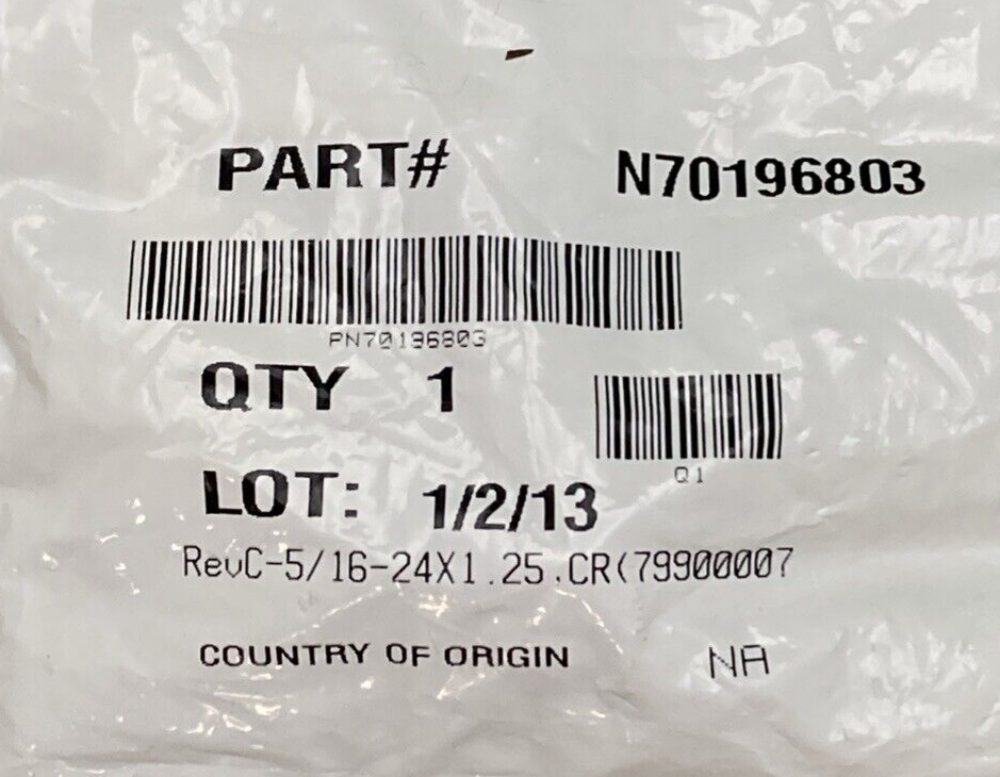 PART# N70196803
PN70196803
QTY 1
Q1
LOT: 1/2/13
RevC-5/16-24X1.25,CR(79900007
COUNTRY OF ORIGIN NA